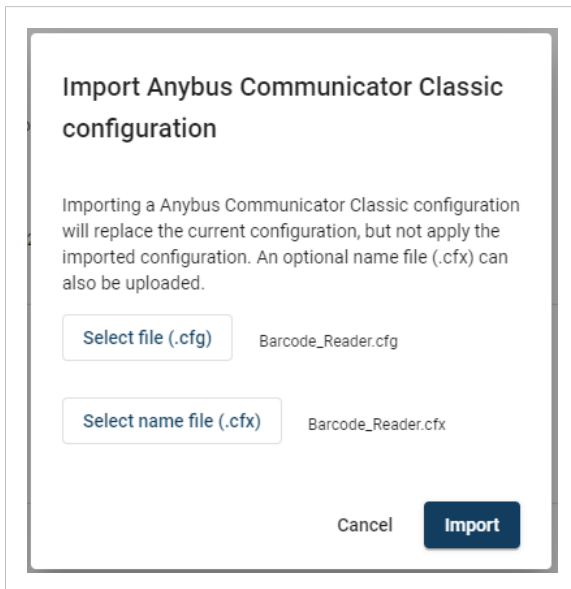 Import Anybus Communicator Classic
configuration
Importing a Anybus Communicator Classic configuration
will replace the current configuration, but not apply the
imported configuration. An optional name file (.cfx) can
also be uploaded.
Select file (.cfg) Barcode_Reader.cfg
Select name file (.cfx) Barcode_Reader.cfx
Cancel Import